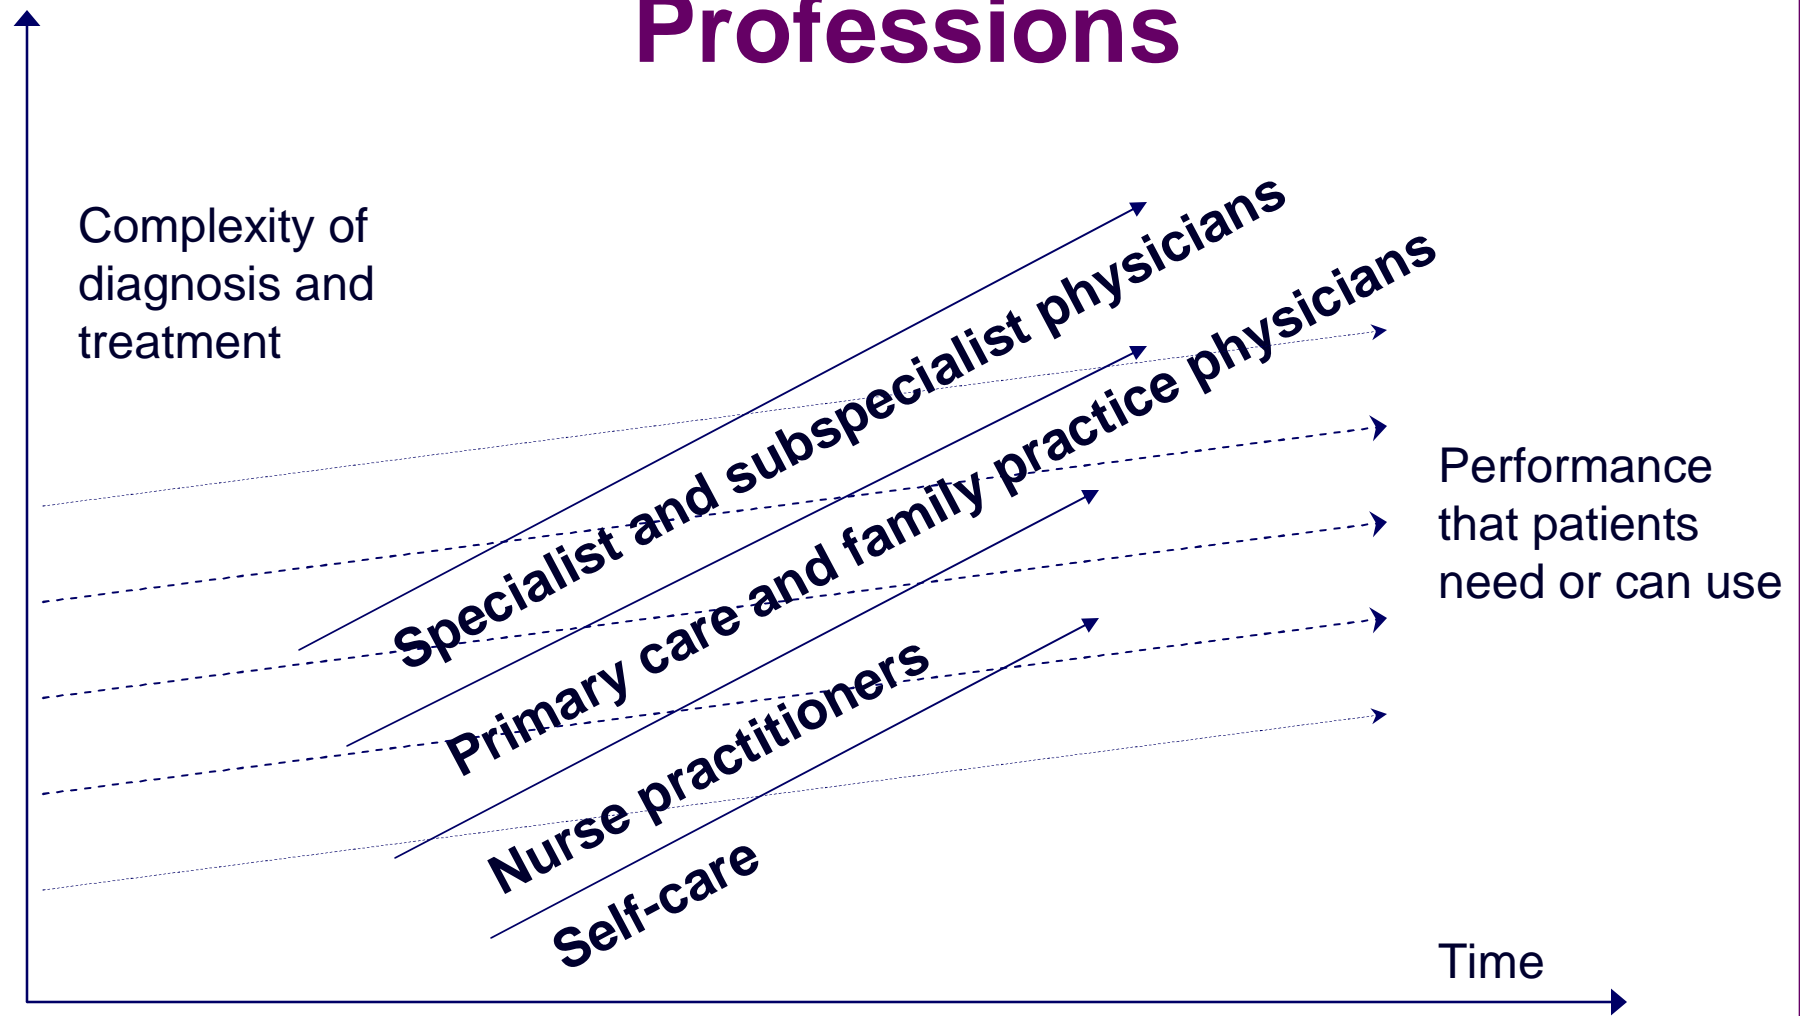 Professions
Complexity of
diagnosis and
treatment
Specialist and subspecialist physicians
Primary care and family practice physicians
Nurse practitioners
Self-care
Performance
that patients
need or can use
Time